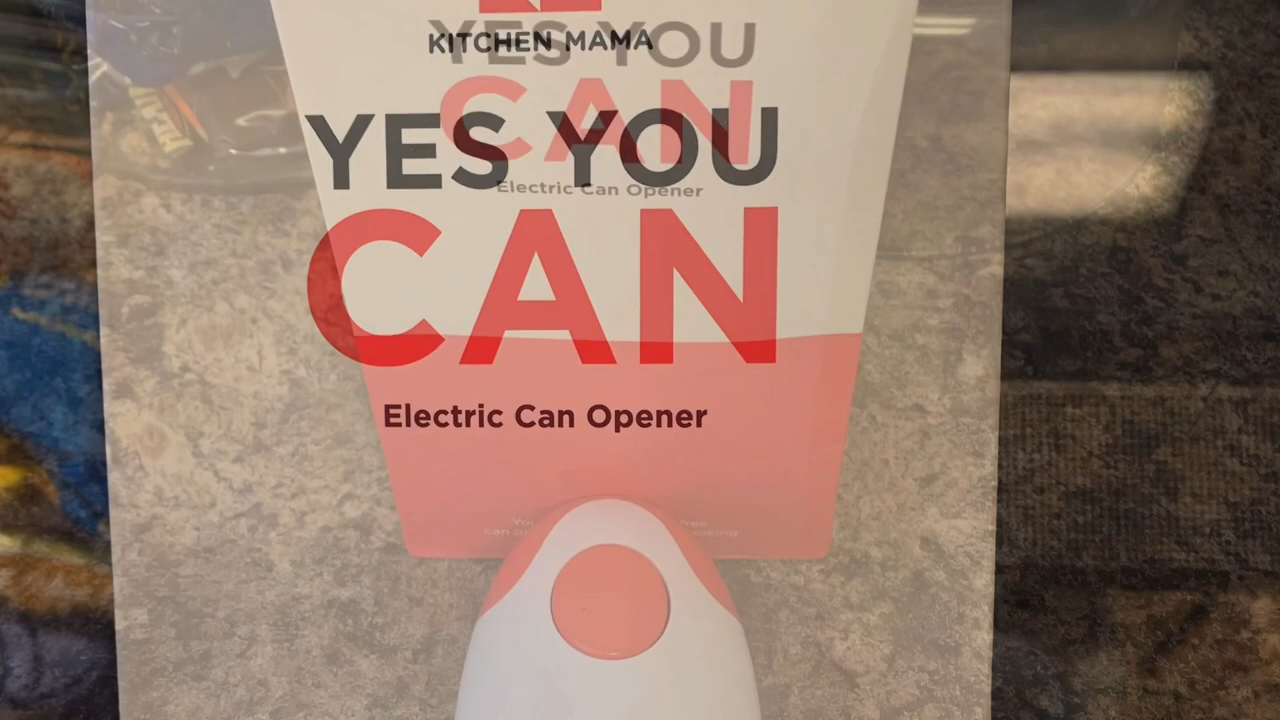 KITCHEN MAMA
YES YOU
CAN
Electric Can Opener
YES YOU
CAN
Electric Can Opener